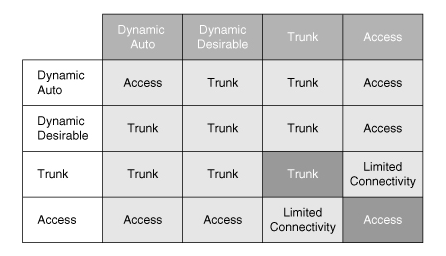 Dynamic Auto
Dynamic Desirable
Trunk
Access
Dynamic Auto
Access
Trunk
Trunk
Access
Dynamic Desirable
Trunk
Trunk
Trunk
Access
Trunk
Trunk
Trunk
Trunk
Limited Connectivity
Access
Access
Access
Limited Connectivity
Access